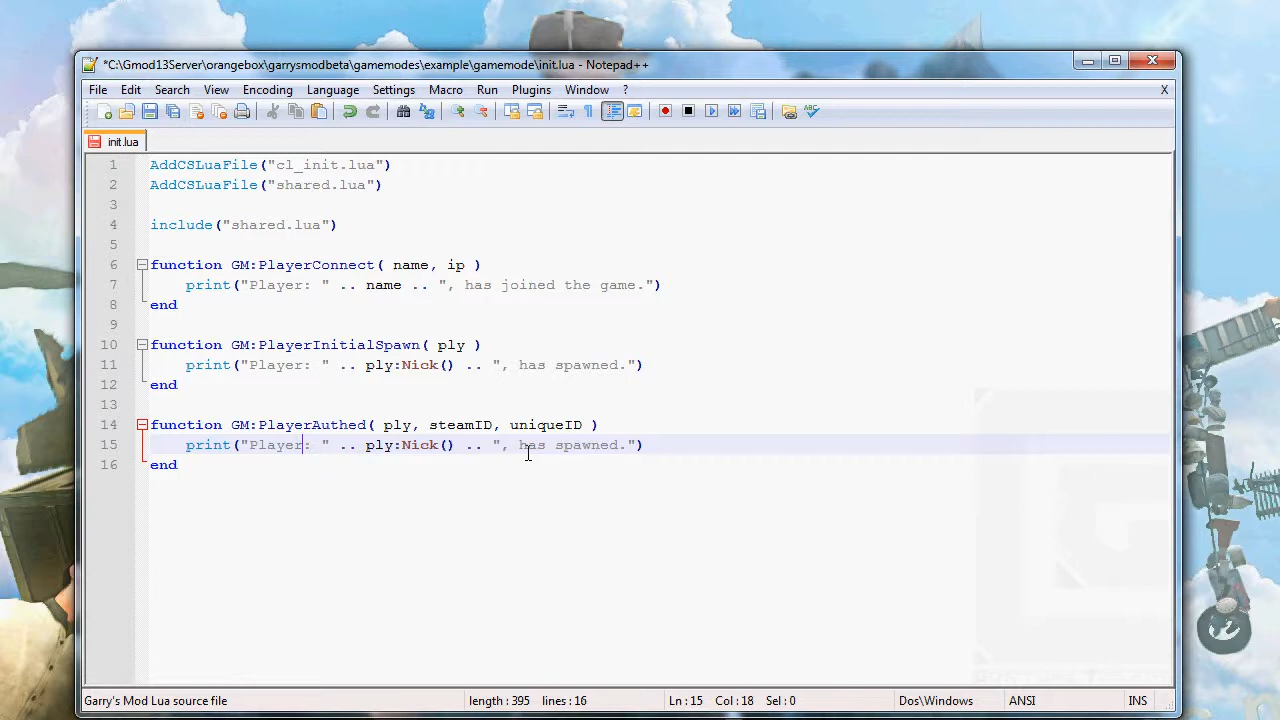 *C:\Gmod13Server\orangebox\garrysmodbeta\gamemodes\example\gamemode\init.lua - Notepad++
File Edit Search View Encoding Language Settings Macro Run Plugins Window ? X
init.lua
1 AddCSLuaFile("cl_init.lua")
2 AddCSLuaFile("shared.lua")
3
4 include("shared.lua")
5
6 function GM:PlayerConnect( name, ip )
7 print("Player: " .. name .. ", has joined the game.")
8 end
9
10 function GM:PlayerInitialSpawn( ply )
11 print("Player: " .. ply:Nick() .. ", has spawned.")
12 end
13
14 function GM:PlayerAuthed( ply, steamID, uniqueID )
15 print("Player: " .. ply:Nick() .. ", has spawned.")
16 end
Garry's Mod Lua source file length : 395 lines : 16 Ln : 15 Col : 18 Sel : 0 Dos\Windows ANSI INS